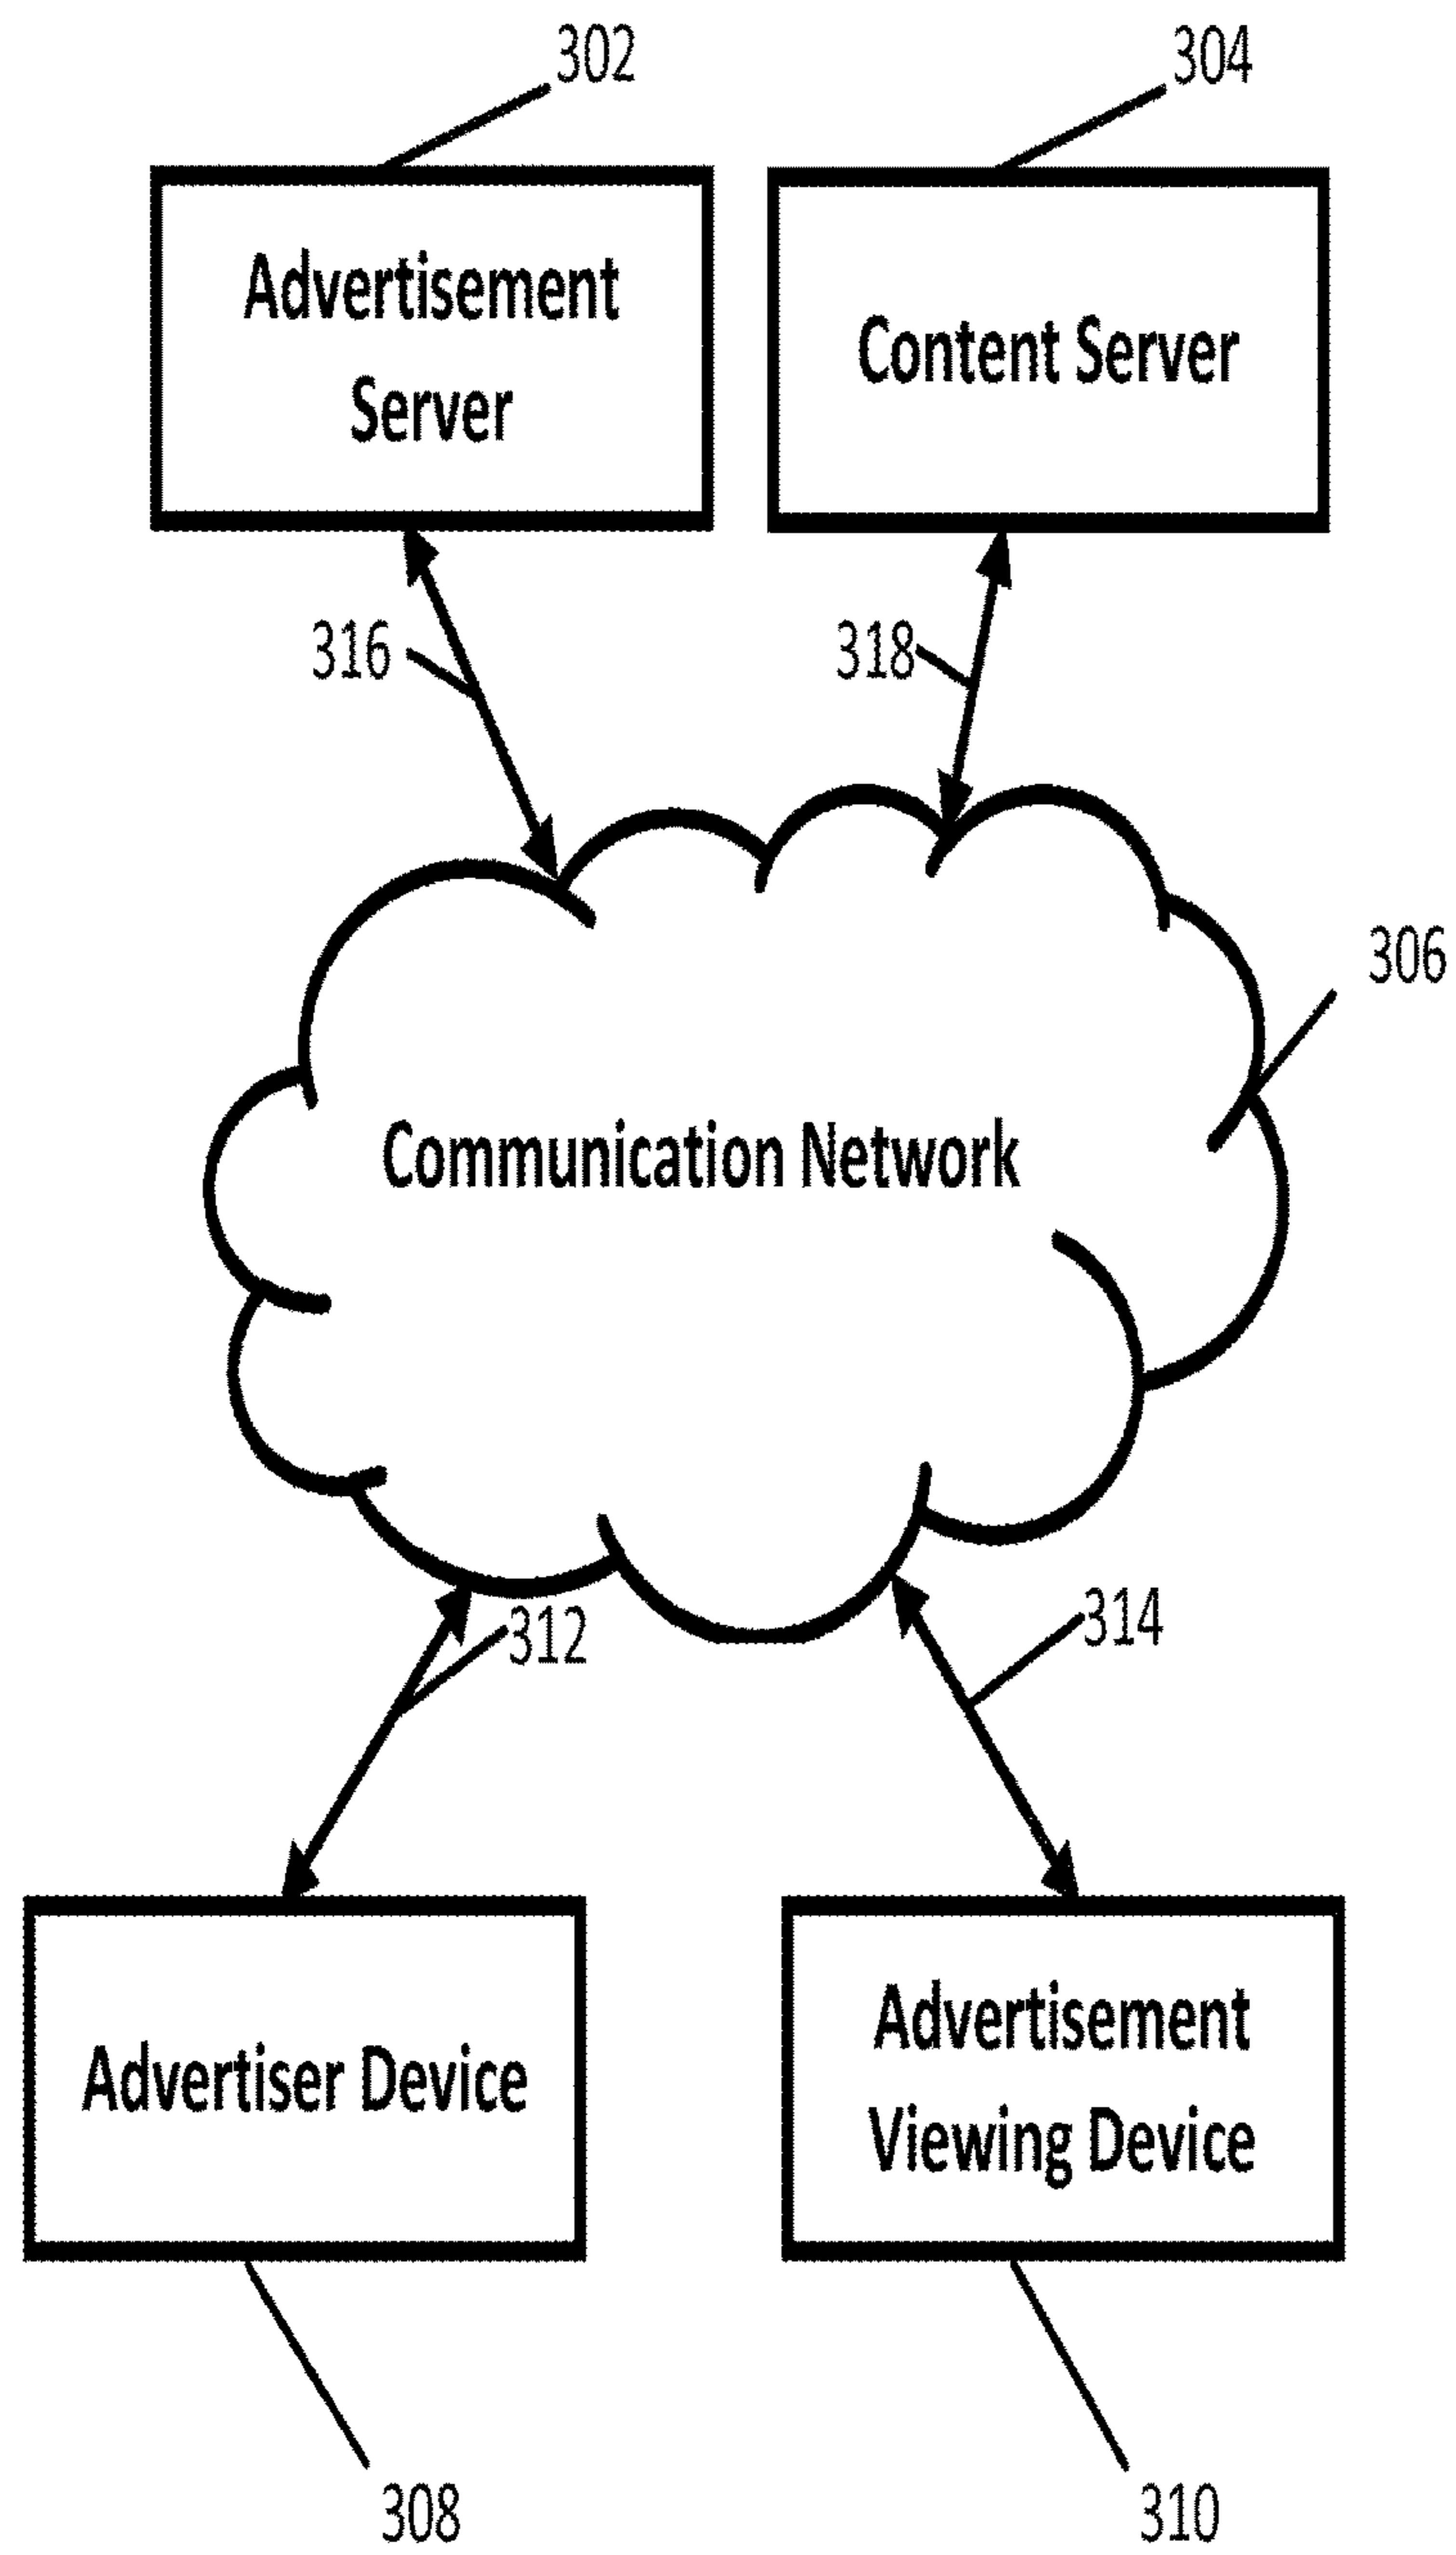 302
304
Advertisement
Server
Content Server
316
318
306
Communication Network
312
314
Advertiser Device
Advertisement
Viewing Device
308
310